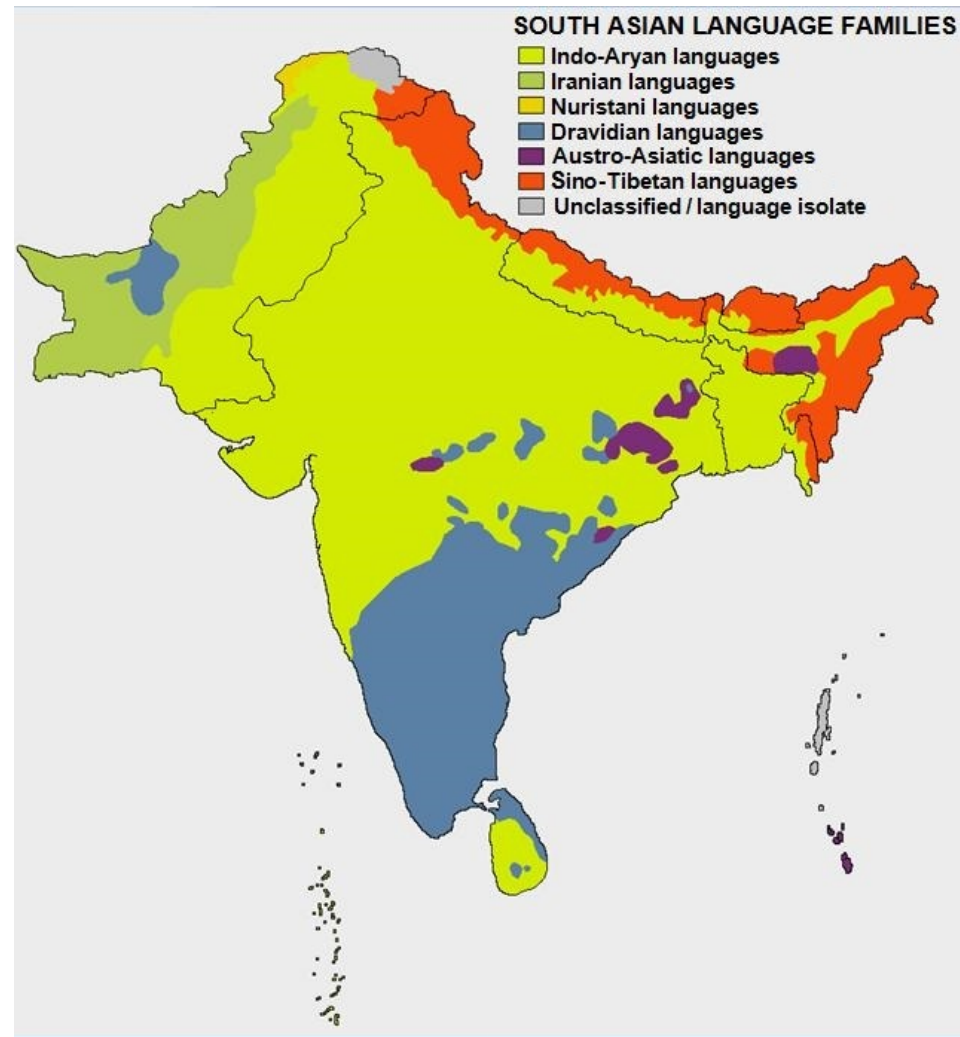 SOUTH ASIAN LANGUAGE FAMILIES
Indo-Aryan languages
Iranian languages
Nuristani languages
Dravidian languages
Austro-Asiatic languages
Sino-Tibetan languages
Unclassified / language isolate